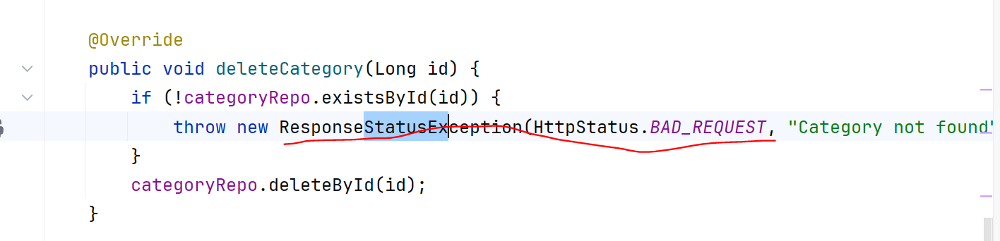 @Override
public void deleteCategory(Long id) {
if (!categoryRepo.existsById(id)) {
throw new ResponseStatusException(HttpStatus.BAD_REQUEST, "Category not found"
}
categoryRepo.deleteById(id);
}